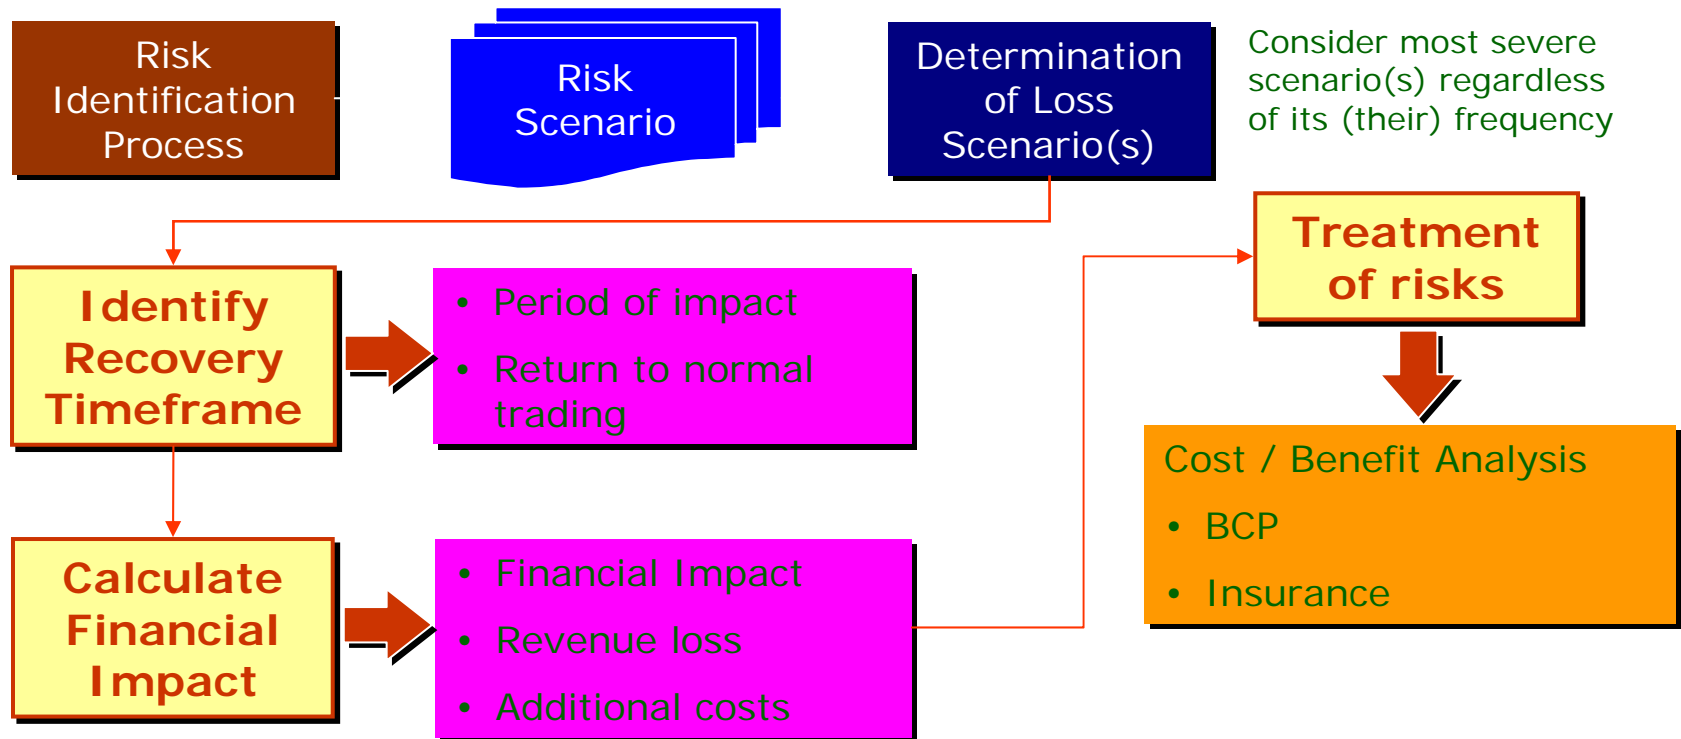 Risk
Identification
Process
Risk
Scenario
Determination
of Loss
Scenario(s)
Consider most severe
scenario(s) regardless
of its (their) frequency
Identify
Recovery
Timeframe
• Period of impact
• Return to normal
trading
Treatment
of risks
Cost / Benefit Analysis
• BCP
• Insurance
Calculate
Financial
Impact
• Financial Impact
• Revenue loss
• Additional costs